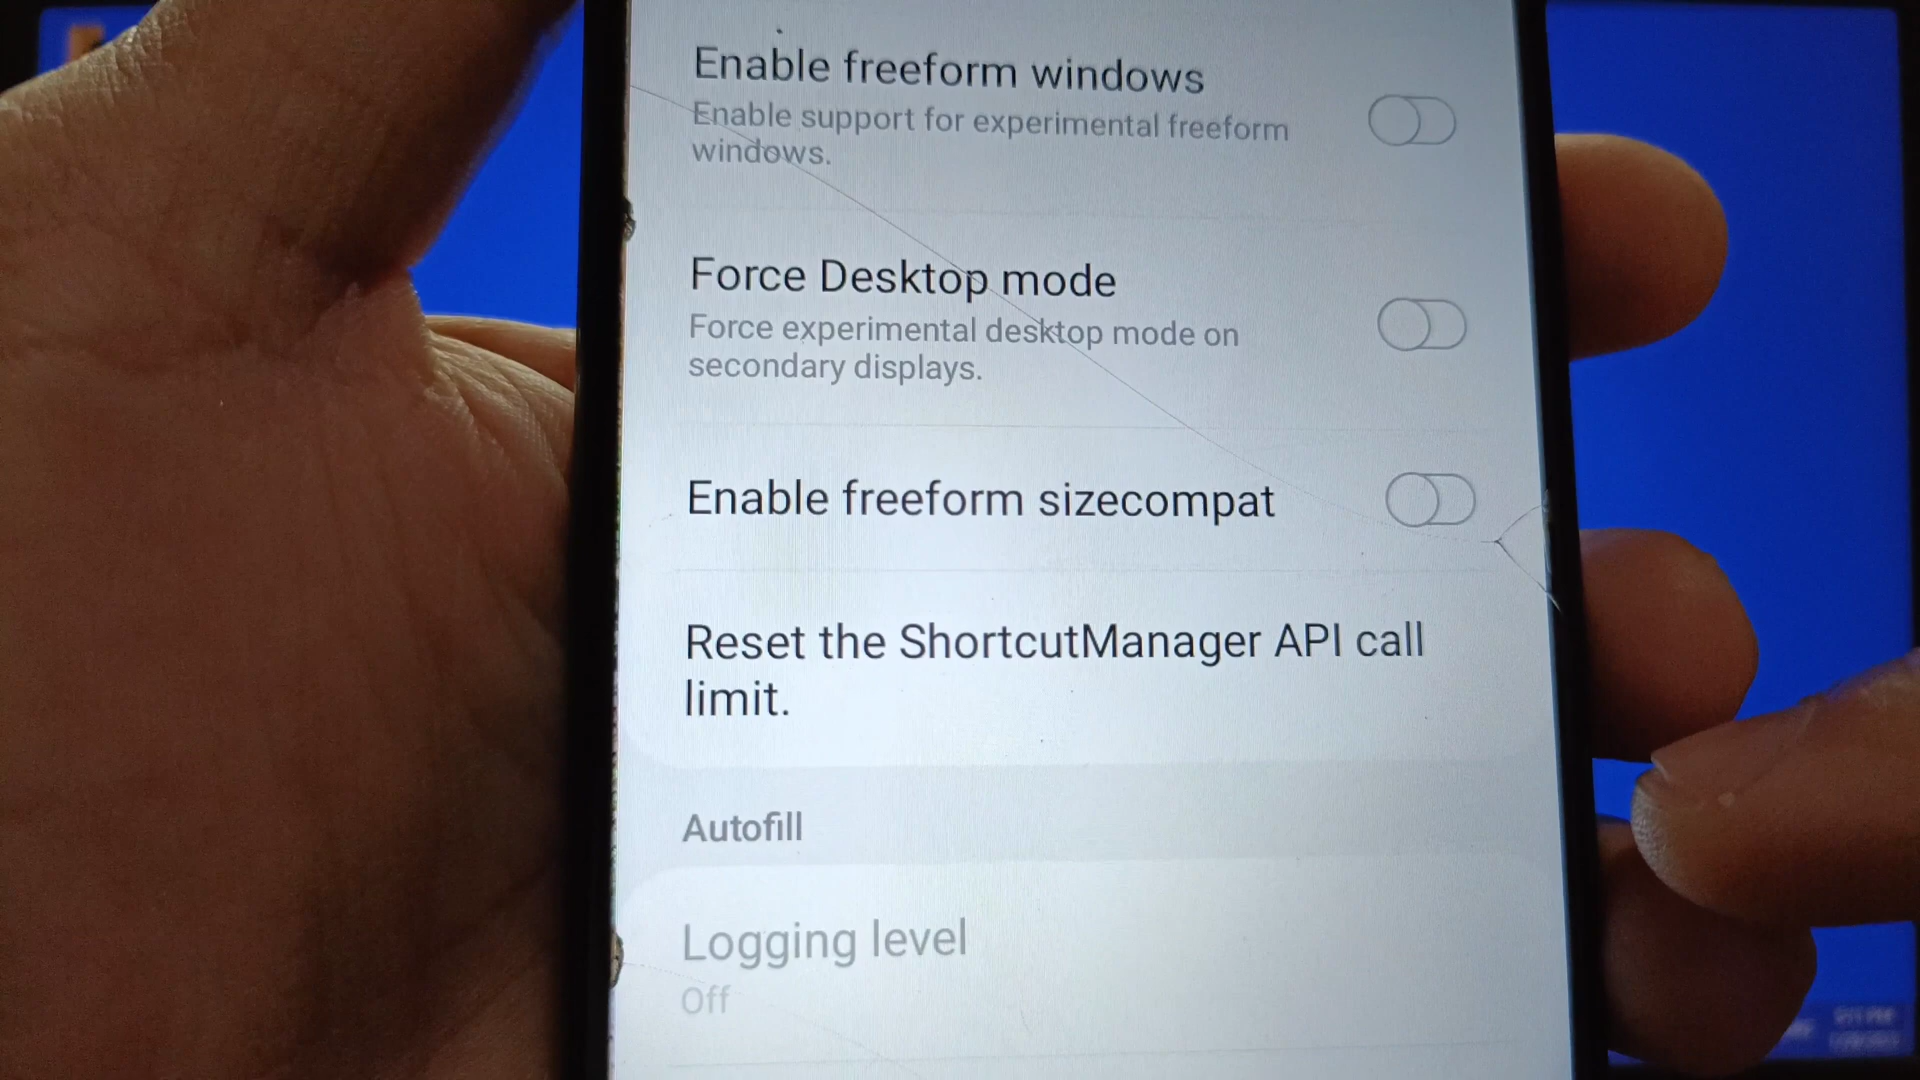 Enable freeform windows
Enable support for experimental freeform
windows.
Force Desktop mode
Force experimental desktop mode on
secondary displays.
Enable freeform sizecompat
Reset the ShortcutManager API call
limit.
Autofill
Logging level
Off